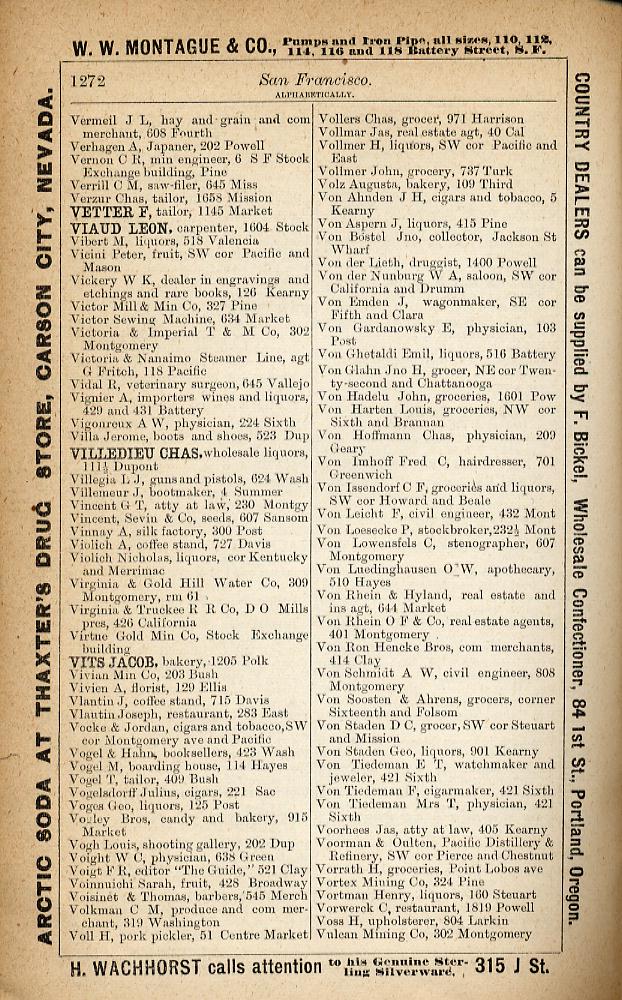 W. W. MONTAGUE & CO., Pumps and Iron Pipe, all sizes, 110, 112,
114, 116 and 118 Battery Street, S. F.
1272 San Francisco.
ALPHABETICALLY.
Vermeil J L, hay and grain and com
merchant, 608 Fourth
Verhagen A, Japaner, 202 Powell
Vernon C R, min engineer, 6 S F Stock
Exchange building, Pine
Verrill C M, saw-filer, 645 Miss
Verzur Chas, tailor, 1658 Mission
VETTER F, tailor, 1145 Market
VIAUD LEON, carpenter, 1604 Stock
Vibert M, liquors, 518 Valencia
Vicini Peter, fruit, SW cor Pacific and
Mason
Vickery W K, dealer in engravings and
etchings and rare books, 126 Kearny
Victor Mill & Min Co, 327 Pine
Victor Sewing Machine, 634 Market
Victoria & Imperial T & M Co, 302
Montgomery
Victoria & Nanaimo Steamer Line, agt
G Fritch, 118 Pacific
Vidal R, veterinary surgeon, 645 Vallejo
Vignier A, importers wines and liquors,
429 and 431 Battery
Vigoreux A W, physician, 224 Sixth
Villa Jerome, boots and shoes, 523 Dup
VILLEDIEU CHAS, wholesale liquors,
111½ Dupont
Villegia L J, guns and pistols, 624 Wash
Villemeur J, bootmaker, 4 Summer
Vincent G T, atty at law, 230 Montgy
Vincent, Sevin & Co, seeds, 607 Sansom
Vinnay A, silk factory, 300 Post
Violich A, coffee stand, 727 Davis
Violich Nicholas, liquors, cor Kentucky
and Merrimac
Virginia & Gold Hill Water Co, 309
Montgomery, rm 61
Virginia & Truckee R R Co, D O Mills
pres, 426 California
Virtue Gold Min Co, Stock Exchange
building
VITS JACOB, bakery, 1205 Polk
Vivian Min Co, 203 Bush
Vivien A, florist, 129 Ellis
Vlantin J, coffee stand, 715 Davis
Vlautin Joseph, restaurant, 283 East
Vocke & Jordan, cigars and tobacco, SW
cor Montgomery ave and Pacific
Vogel & Hahn, booksellers, 423 Wash
Vogel M, boarding house, 114 Hayes
Vogel T, tailor, 409 Bush
Vogelsdorff Julius, cigars, 221 Sac
Voges Geo, liquors, 125 Post
Bros, candy and bakery, 915
Market
Vogh Louis, shooting gallery, 202 Dup
Voight W C, physician, 638 Green
Voigt F R, editor "The Guide," 521 Clay
Voinnuichi Sarah, fruit, 428 Broadway
Voisinet & Thomas, barbers, 545 Merch
Volkman C M, produce and com mer-
chant, 319 Washington
Voll H, pork pickler, 51 Centre Market
Vollers Chas, grocer, 971 Harrison
Vollmar Jas, real estate agt, 40 Cal
Vollmer H, liquors, SW cor Pacific and
East
Vollmer John, grocery, 737 Turk
Volz Augusta, bakery, 109 Third
Von Ahnden J H, cigars and tobacco, 5
Kearny
Von Aspern J, liquors, 415 Pine
Von Bostel Jno, collector, Jackson St
Wharf
Von der Lieth, druggist, 1400 Powell
Von der Nunburg W A, saloon, SW cor
California and Drumm
Von Emden J, wagonmaker, SE cor
Fifth and Clara
Von Gardanowsky E, physician, 103
Post
Von Ghetaldi Emil, liquors, 516 Battery
Von Glahn Jno H, grocer, NE cor Twen-
ty-second and Chattanooga
Von Hadelu John, groceries, 1601 Pow
Von Harten Louis, groceries, NW cor
Sixth and Brannan
Von Hoffmann Chas, physician, 209
Geary
Von Imhoff Fred C, hairdresser, 701
Greenwich
Von Issendorf C F, groceries and liquors,
SW cor Howard and Beale
Von Leicht F, civil engineer, 432 Mont
Von Loesecke P, stockbroker, 232½ Mont
Von Lowensfels C, stenographer, 607
Montgomery
Von Luedinghausen O W, apothecary,
510 Hayes
Von Rhein & Hyland, real estate and
ins agt, 644 Market
Von Rhein O F & Co, real estate agents,
401 Montgomery
Von Ron Hencke Bros, com merchants,
414 Clay
Von Schmidt A W, civil engineer, 808
Montgomery
Von Soosten & Ahrens, grocers, corner
Sixteenth and Folsom
Von Staden D C, grocer, SW cor Steuart
and Mission
Von Staden Geo, liquors, 901 Kearny
Von Tiedeman E T, watchmaker and
jeweler, 421 Sixth
Von Tiedeman F, cigarmaker, 421 Sixth
Von Tiedeman Mrs T, physician, 421
Sixth
Voorhees Jas, atty at law, 405 Kearny
Voorman & Oulten, Pacific Distillery &
Refinery, SW cor Pierce and Chestnut
Vorrath H, groceries, Point Lobos ave
Vortex Mining Co, 324 Pine
Vortman Henry, liquors, 160 Steuart
Vorwerck C, restaurant, 1819 Powell
Voss H, upholsterer, 804 Larkin
Vulcan Mining Co, 302 Montgomery
ARCTIC SODA AT THAXTER'S DRUG STORE, CARSON CITY, NEVADA.
COUNTRY DEALERS can be supplied by F. Bickel, Wholesale Confectioner, 84 1st St., Portland, Oregon.
H. WACHHORST calls attention to his Genuine Ster-
ling Silverware, 315 J St.